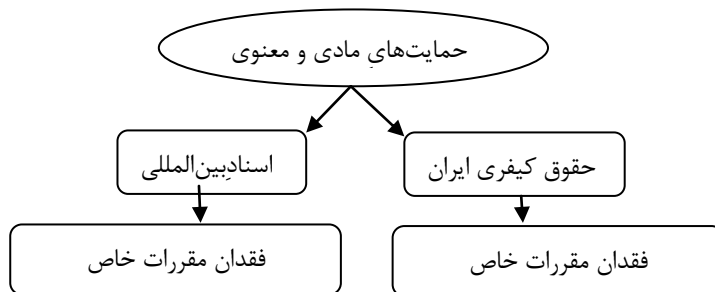 حمایت‌هایِ مادی و معنوی
حقوق کیفری ایران
اسنادِبین‌المللی
فقدان مقررات خاص
فقدان مقررات خاص